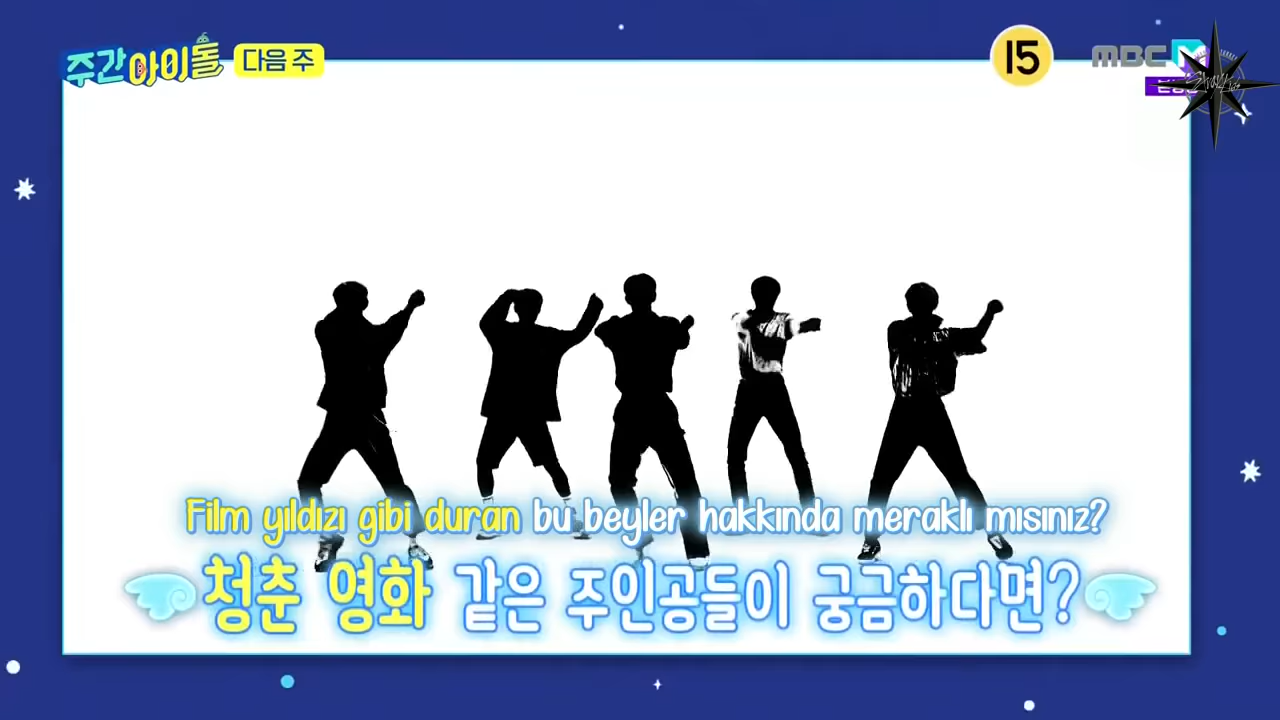 주간아이돌 다음 주
15
MBC M
Film yıldızı gibi duran bu beyler hakkında meraklı mısınız?
청춘 영화 같은 주인공들이 궁금하다면?